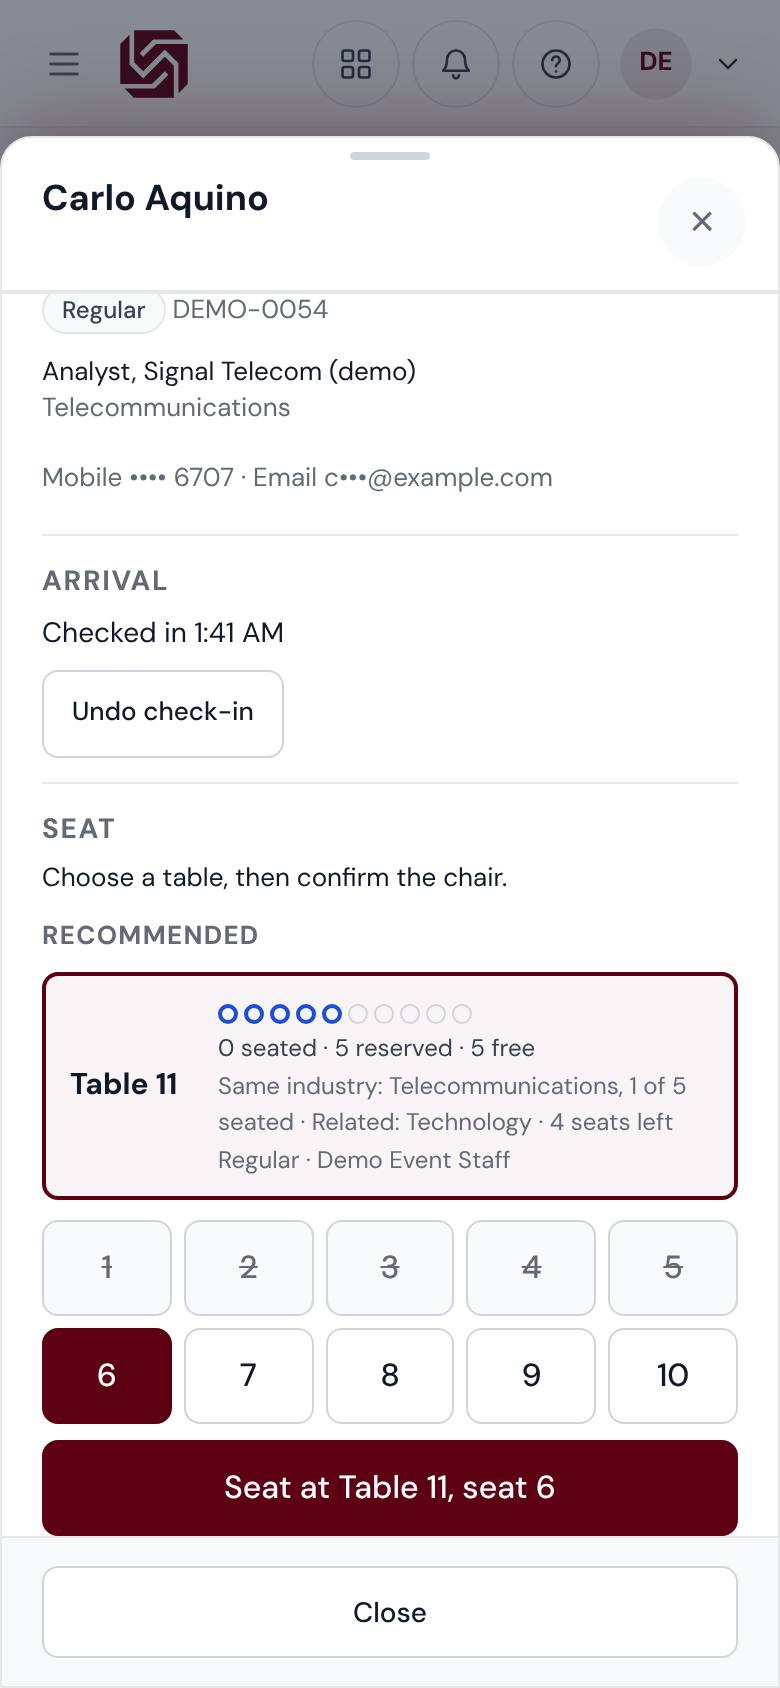 DE
Carlo Aquino
Regular DEMO-0054
Analyst, Signal Telecom (demo)
Telecommunications
Mobile •••• 6707 · Email c•••@example.com
ARRIVAL
Checked in 1:41 AM
Undo check-in
SEAT
Choose a table, then confirm the chair.
RECOMMENDED
Table 11
0 seated · 5 reserved · 5 free
Same industry: Telecommunications, 1 of 5
seated · Related: Technology · 4 seats left
Regular · Demo Event Staff
1 2 3 4 5
6 7 8 9 10
Seat at Table 11, seat 6
Close